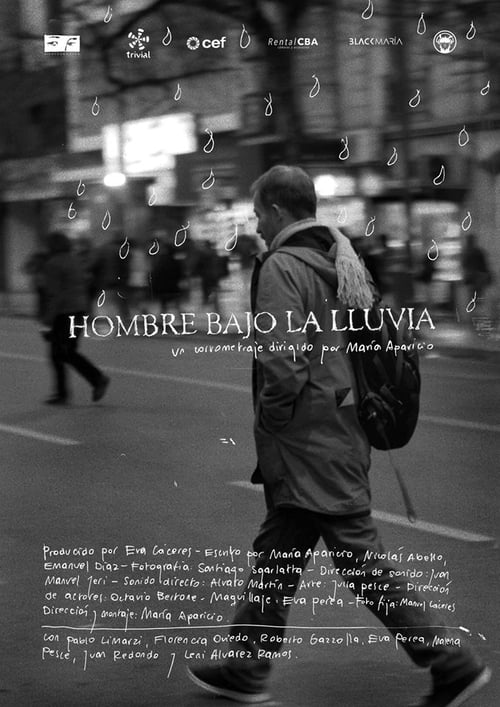 trivial
cef
RentalCBA
BLACKMARÍA
HOMBRE BAJO LA LLUVIA
un cortometraje dirigido por María Aparicio
Producido por Eva Cáceres - Escrito por María Aparicio, Nicolás Abello,
Emanuel Díaz - Fotografía: Santiago Sgarlatta - Dirección de sonido: Juan
Manuel Yeri - Sonido directo: Alvaro Martín - Arte: Julia Pesce - Dirección
de actores: Octavio Bertone - Maquillaje: Eva Perea - Foto fija: Manuel Cáceres
Dirección y montaje: María Aparicio.
con Pablo Limarzi, Florencia Oviedo, Roberto Gazzolla, Eva Perea, Malena
Pesce, Juan Redondo y Leni Alvarez Ramos.